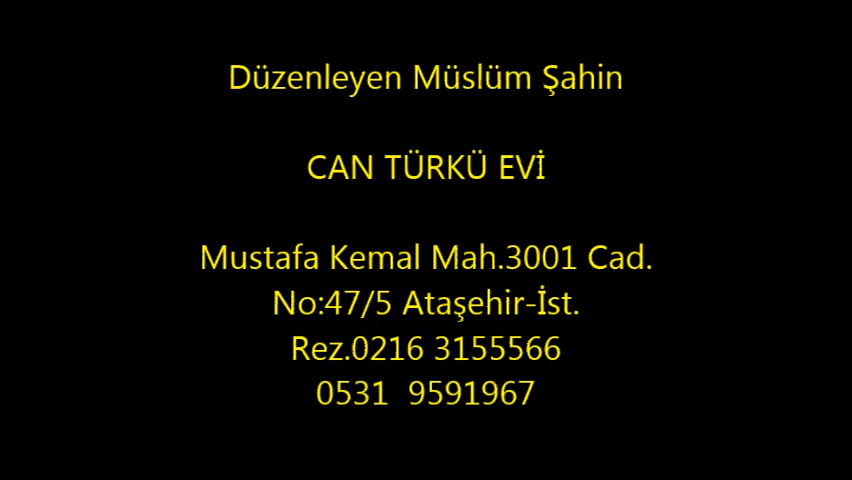 Düzenleyen Müslüm Şahin
CAN TÜRKÜ EVİ
Mustafa Kemal Mah.3001 Cad.
No:47/5 Ataşehir-İst.
Rez.0216 3155566
0531  9591967